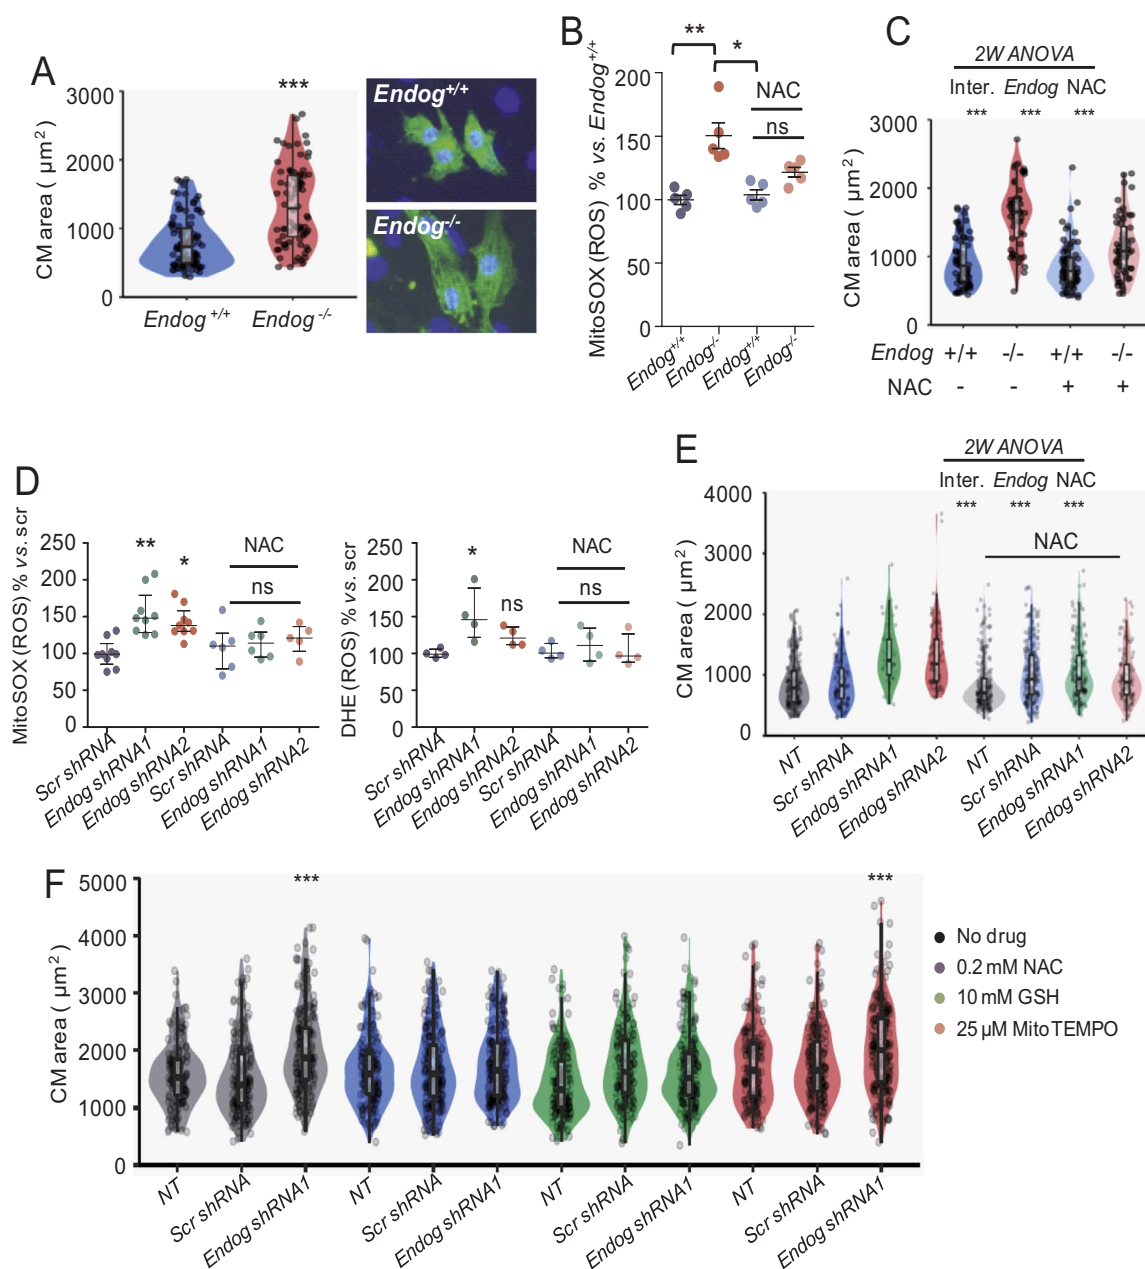 A
CM area ( µm²)
3000
2000
1000
0
***
Endog +/+
Endog -/-
Endog+/+
Endog-/-
B
MitoSOX (ROS) % vs. Endog+/+
200
150
100
50
0
**
*
NAC
ns
Endog+/+
Endog-/-
Endog+/+
Endog-/-
C
2W ANOVA
Inter. Endog NAC
*** *** ***
CM area ( µm²)
3000
2000
1000
0
Endog +/+ -/- +/+ -/-
NAC - - + +
D
MitoSOX (ROS) % vs. scr
250
200
150
100
50
0
**
*
NAC
ns
Scr shRNA
Endog shRNA1
Endog shRNA2
Scr shRNA
Endog shRNA1
Endog shRNA2
DHE (ROS) % vs. scr
250
200
150
100
50
0
*
ns
NAC
ns
Scr shRNA
Endog shRNA1
Endog shRNA2
Scr shRNA
Endog shRNA1
Endog shRNA2
E
2W ANOVA
Inter. Endog NAC
*** *** ***
NAC
CM area ( µm²)
4000
3000
2000
1000
0
NT
Scr shRNA
Endog shRNA1
Endog shRNA2
NT
Scr shRNA
Endog shRNA1
Endog shRNA2
F
CM area ( µm²)
5000
4000
3000
2000
1000
0
***
***
NT
Scr shRNA
Endog shRNA1
NT
Scr shRNA
Endog shRNA1
NT
Scr shRNA
Endog shRNA1
NT
Scr shRNA
Endog shRNA1
No drug
0.2 mM NAC
10 mM GSH
25 µM MitoTEMPO